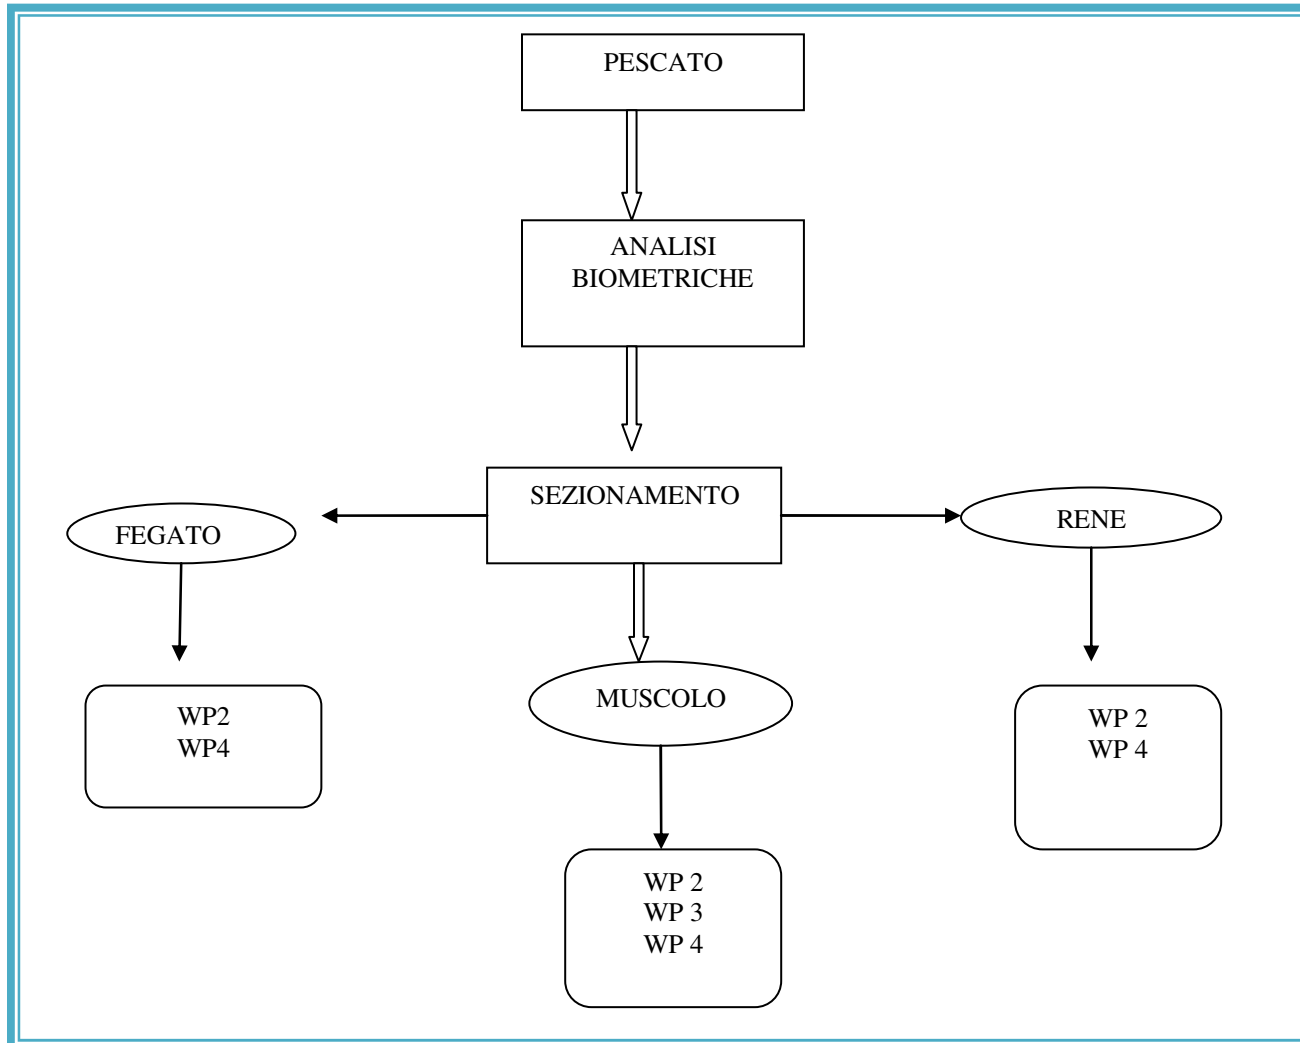 PESCATO
ANALISI
BIOMETRICHE
SEZIONAMENTO
FEGATO
RENE
MUSCOLO
WP2
WP4
WP 2
WP 4
WP 2
WP 3
WP 4